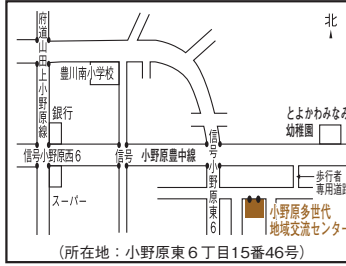 北
府道山田上小野原線
豊川南小学校
銀行
とよかわみなみ
幼稚園
信号
小野原西6
信号
小野原豊中線
信号
小野原東6
歩行者
専用道路
スーパー
小野原多世代
地域交流センター
(所在地:小野原東6丁目15番46号)